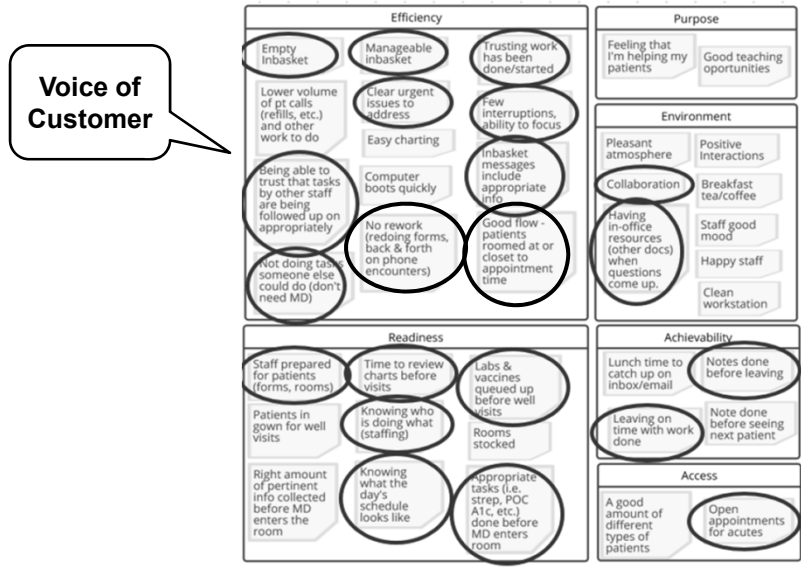 Voice of
Customer
Efficiency
Empty
Inbasket
Manageable
inbasket
Trusting work
has been
done/started
Lower volume
of pt calls
(refills, etc.)
and other
work to do
Clear urgent
issues to
address
Few
interruptions,
ability to focus
Easy charting
Inbasket
messages
include
appropriate
info
Being able to
trust that tasks
by other staff
are being
followed up on
appropriately
Computer
boots quickly
No rework
(redoing forms,
back & forth
on phone
encounters)
Good flow -
patients
roomed at or
closet to
appointment
time
Not doing tasks
someone else
could do (don't
need MD)
Purpose
Feeling that
I'm helping my
patients
Good teaching
oportunities
Environment
Pleasant
atmosphere
Positive
Interactions
Collaboration
Breakfast
tea/coffee
Having
in-office
resources
(other docs)
when
questions
come up.
Staff good
mood
Happy staff
Clean
workstation
Readiness
Staff prepared
for patients
(forms, rooms)
Time to review
charts before
visits
Labs &
vaccines
queued up
before well
visits
Patients in
gown for well
visits
Knowing who
is doing what
(staffing)
Rooms
stocked
Right amount
of pertinent
info collected
before MD
enters the
room
Knowing
what the
day's
schedule
looks like
Appropriate
tasks (i.e.
strep, POC
A1c, etc.)
done before
MD enters
room
Achievability
Lunch time to
catch up on
inbox/email
Notes done
before leaving
Leaving on
time with work
done
Note done
before seeing
next patient
Access
A good
amount of
different
types of
patients
Open
appointments
for acutes